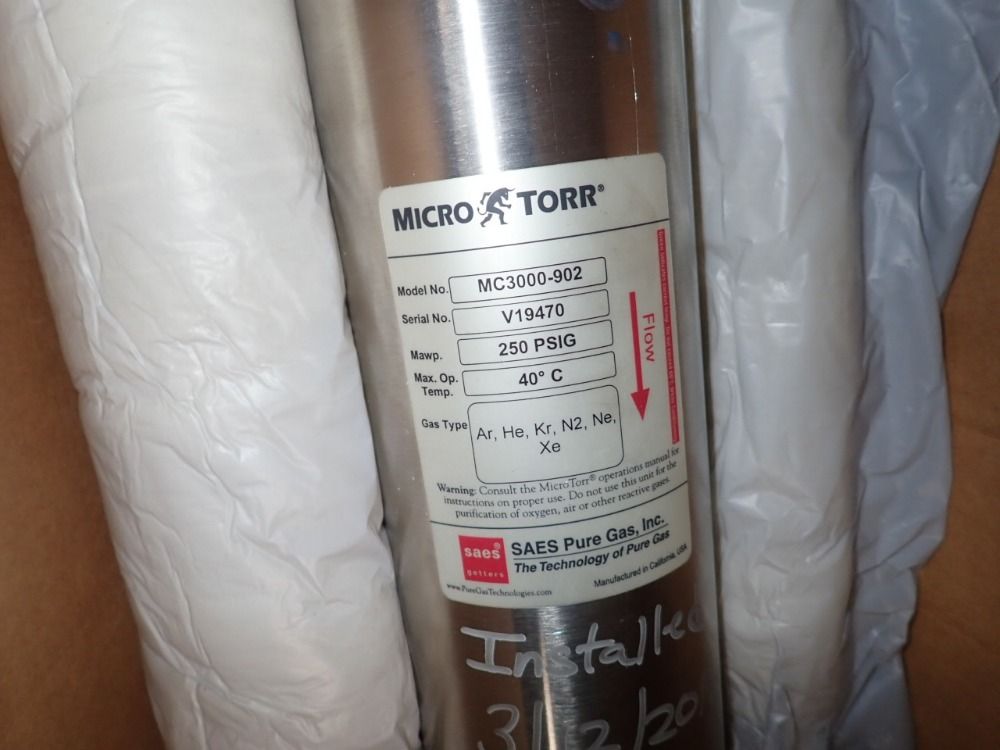 MICRO TORR®
Model No. MC3000-902
Serial No. V19470
Mawp. 250 PSIG
Max. Op. Temp. 40° C
Gas Type Ar, He, Kr, N2, Ne, Xe
Flow
Warning: Consult the MicroTorr® operations manual for
instructions on proper use. Do not use this unit for the
purification of oxygen, air or other reactive gases.
saes®
getters
SAES Pure Gas, Inc.
The Technology of Pure Gas
www.PureGasTechnologies.com
Manufactured in California, USA
Installed